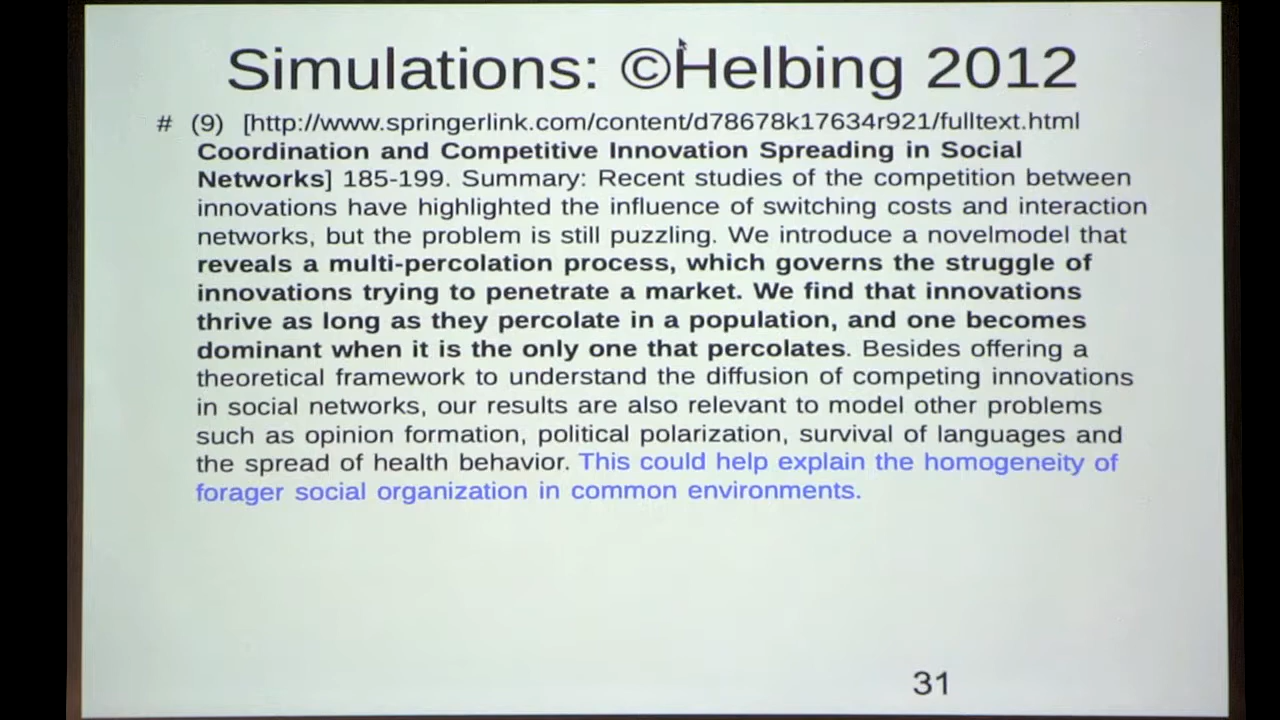 Simulations: ©Helbing 2012
# (9) [http://www.springerlink.com/content/d78678k17634r921/fulltext.html
Coordination and Competitive Innovation Spreading in Social
Networks] 185-199. Summary: Recent studies of the competition between
innovations have highlighted the influence of switching costs and interaction
networks, but the problem is still puzzling. We introduce a novelmodel that
reveals a multi-percolation process, which governs the struggle of
innovations trying to penetrate a market. We find that innovations
thrive as long as they percolate in a population, and one becomes
dominant when it is the only one that percolates. Besides offering a
theoretical framework to understand the diffusion of competing innovations
in social networks, our results are also relevant to model other problems
such as opinion formation, political polarization, survival of languages and
the spread of health behavior. This could help explain the homogeneity of
forager social organization in common environments.
31